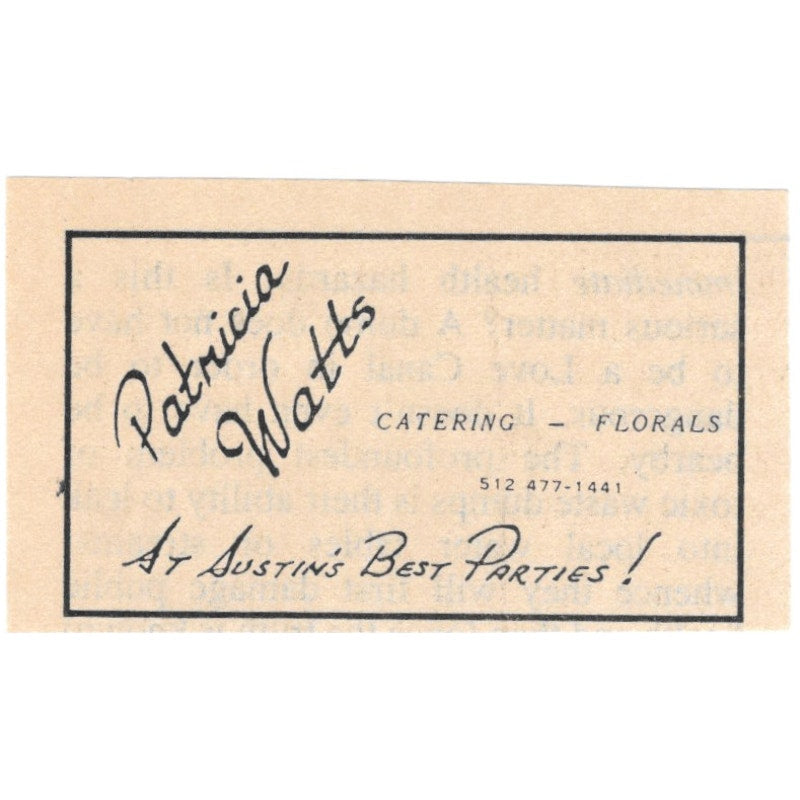 Patricia
Watts
CATERING – FLORALS
512 477-1441
AT AUSTIN'S BEST PARTIES!